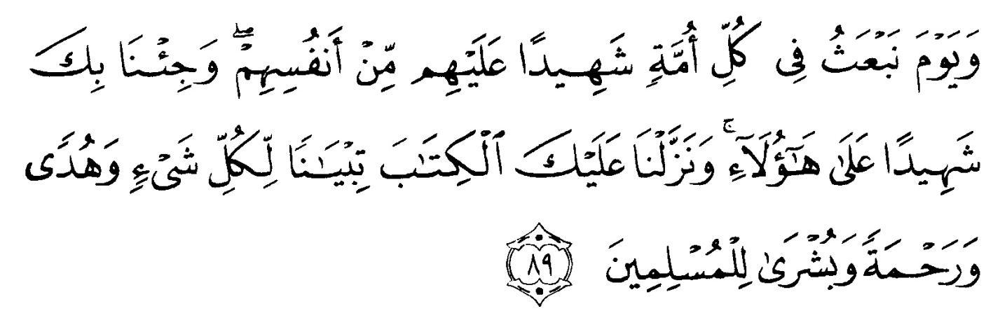 وَيَوۡمَ نَبۡعَثُ فِى كُلِّ أُمَّةٖ شَهِيدًا عَلَيۡهِم مِّنۡ أَنفُسِهِمۡۖ وَجِئۡنَا بِكَ
شَهِيدًا عَلَىٰ هَٰٓؤُلَآءِۚ وَنَزَّلۡنَا عَلَيۡكَ ٱلۡكِتَٰبَ تِبۡيَٰنٗا لِّكُلِّ شَىۡءٖ وَهُدٗى
وَرَحۡمَةٗ وَبُشۡرَىٰ لِلۡمُسۡلِمِينَ ٨٩